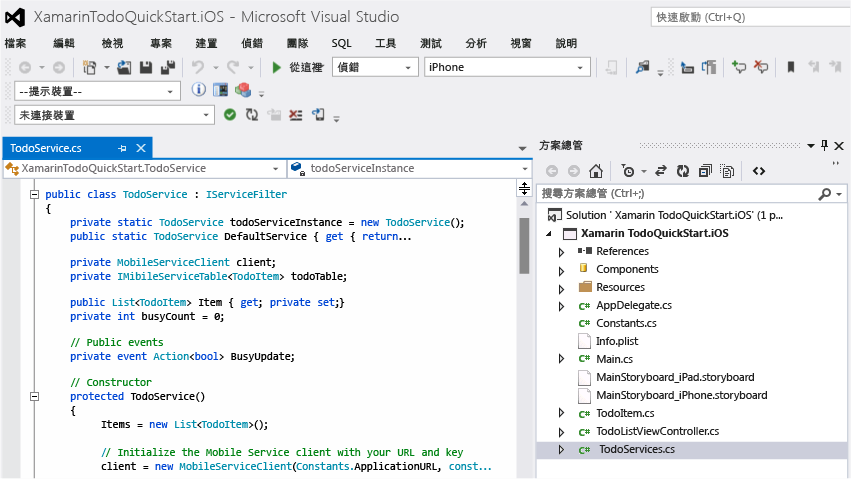 XamarinTodoQuickStart.iOS - Microsoft Visual Studio
快速啟動 (Ctrl+Q)
檔案 編輯 檢視 專案 建置 偵錯 團隊 SQL 工具 測試 分析 視窗 說明
從這裡 偵錯 iPhone
--提示裝置--
未連接裝置
TodoService.cs
XamarinTodoQuickStart.TodoService todoServiceInstance
public class TodoService : IServiceFilter
{
private static TodoService todoServiceInstance = new TodoService();
public static TodoService DefaultService { get { return...
private MobileServiceClient client;
private IMibileServiceTable<TodoItem> todoTable;
public List<TodoItem> Item { get; private set;}
private int busyCount = 0;
// Public events
private event Action<bool> BusyUpdate;
// Constructor
protected TodoService()
{
Items = new List<TodoItem>();
// Initialize the Mobile Service client with your URL and key
client = new MobileServiceClient(Constants.ApplicationURL, const...
方案總管
搜尋方案總管 (Ctrl+;)
Solution ' Xamarin TodoQuickStart.iOS' (1 p...
Xamarin TodoQuickStart.iOS
References
Components
Resources
C# AppDelegate.cs
C# Constants.cs
Info.plist
C# Main.cs
MainStoryboard_iPad.storyboard
MainStoryboard_iPhone.storyboard
C# TodoItem.cs
C# TodoListViewController.cs
C# TodoServices.cs